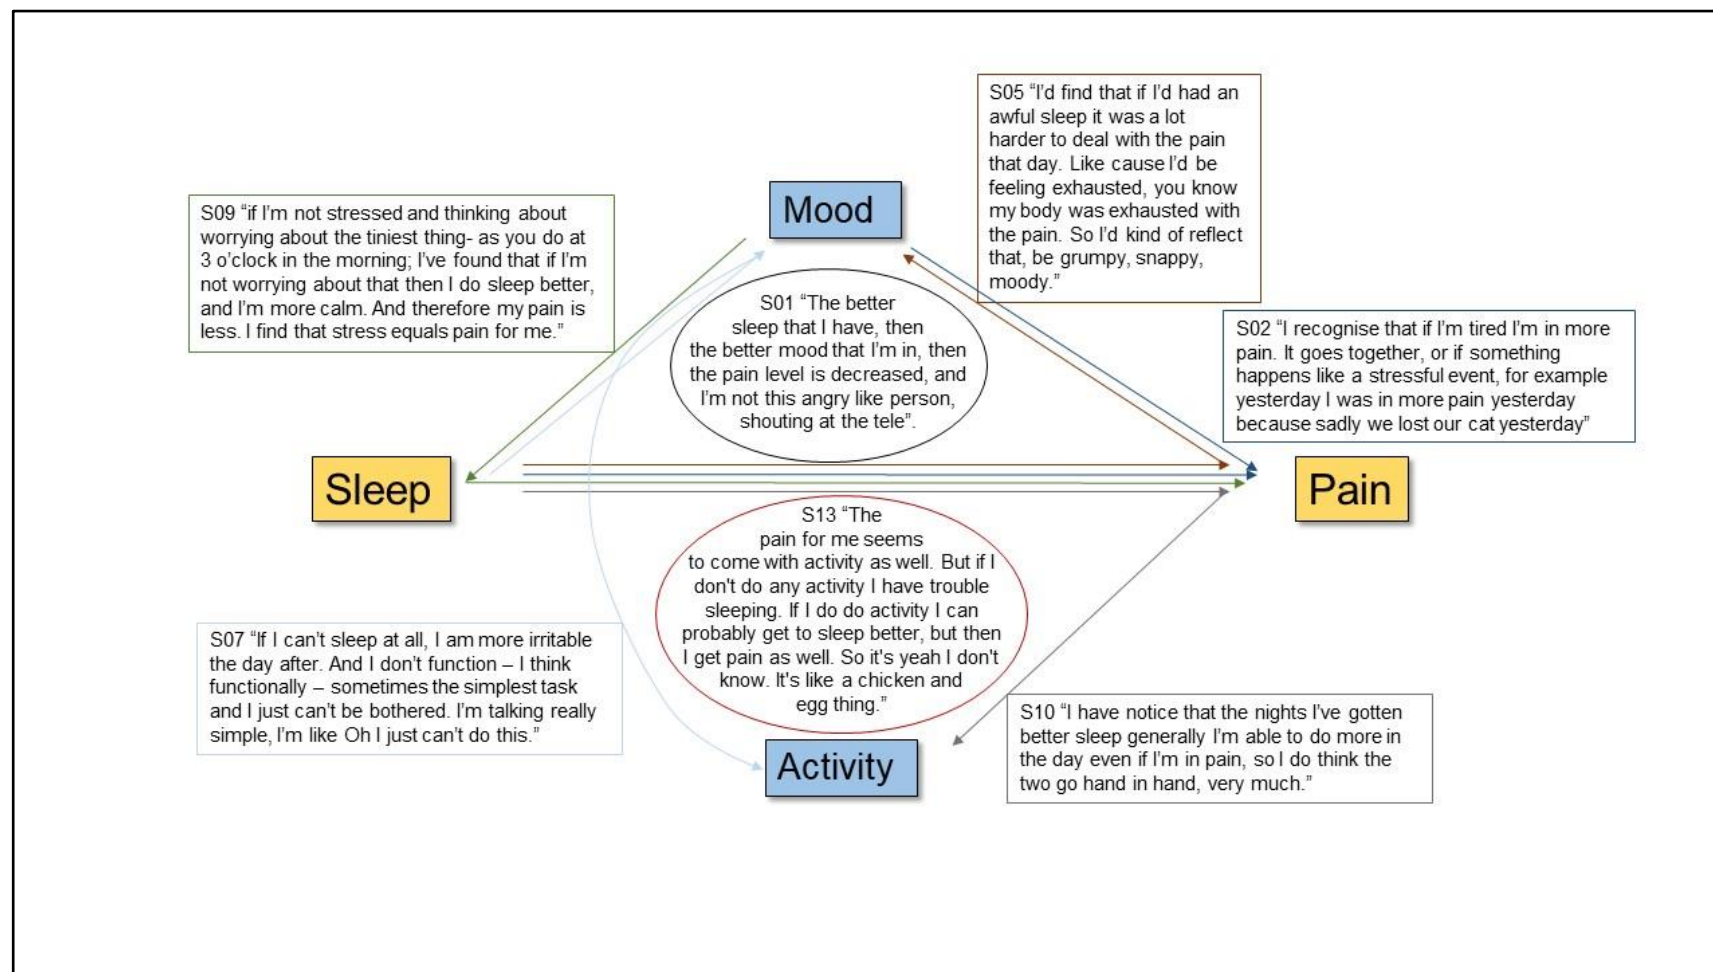 S05 “I’d find that if I’d had an
awful sleep it was a lot
harder to deal with the pain
that day. Like cause I’d be
feeling exhausted, you know
my body was exhausted with
the pain. So I’d kind of reflect
that, be grumpy, snappy,
moody.”
Mood
S09 “if I’m not stressed and thinking about
worrying about the tiniest thing- as you do at
3 o’clock in the morning; I’ve found that if I’m
not worrying about that then I do sleep better,
and I’m more calm. And therefore my pain is
less. I find that stress equals pain for me.”
S01 “The better
sleep that I have, then
the better mood that I’m in, then
the pain level is decreased, and
I’m not this angry like person,
shouting at the tele”.
S02 “I recognise that if I’m tired I’m in more
pain. It goes together, or if something
happens like a stressful event, for example
yesterday I was in more pain yesterday
because sadly we lost our cat yesterday”
Sleep
Pain
S13 “The
pain for me seems
to come with activity as well. But if I
don't do any activity I have trouble
sleeping. If I do do activity I can
probably get to sleep better, but then
I get pain as well. So it's yeah I don't
know. It's like a chicken and
egg thing.”
S07 “If I can’t sleep at all, I am more irritable
the day after. And I don’t function – I think
functionally – sometimes the simplest task
and I just can’t be bothered. I’m talking really
simple, I’m like Oh I just can’t do this.”
Activity
S10 “I have notice that the nights I’ve gotten
better sleep generally I’m able to do more in
the day even if I’m in pain, so I do think the
two go hand in hand, very much.”